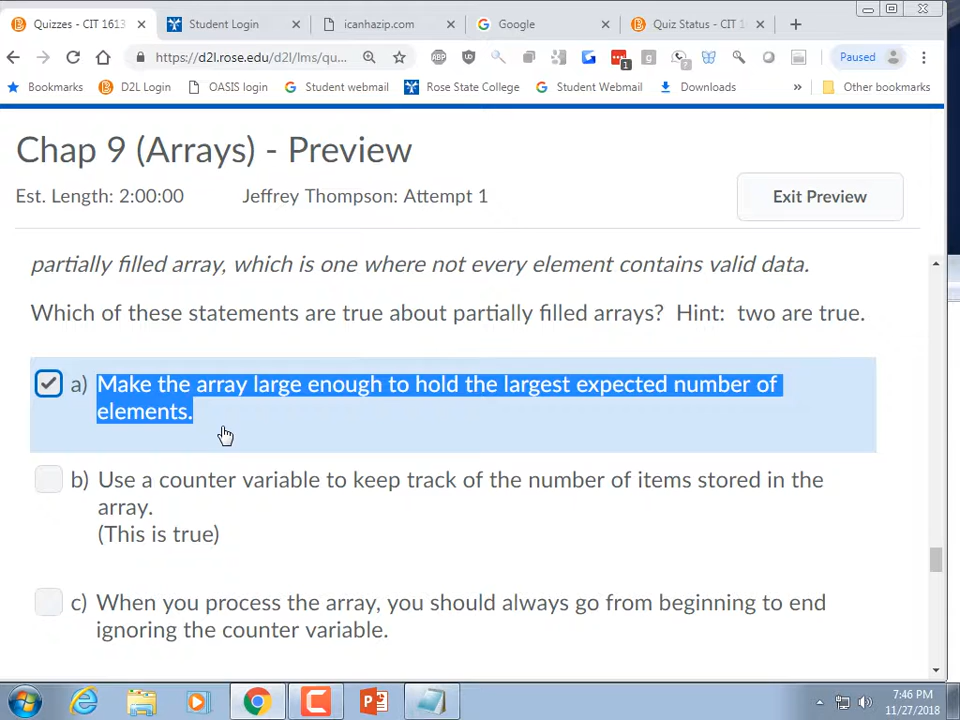 Quizzes - CIT 1613
Student Login
icanhazip.com
Google
Quiz Status - CIT 1
https://d2l.rose.edu/d2l/lms/qu...
ABP
1
g
Paused
Bookmarks
D2L Login
OASIS login
Student webmail
Rose State College
Student Webmail
Downloads
»
Other bookmarks
Chap 9 (Arrays) - Preview
Est. Length: 2:00:00
Jeffrey Thompson: Attempt 1
Exit Preview
partially filled array, which is one where not every element contains valid data.
Which of these statements are true about partially filled arrays? Hint: two are true.
a) Make the array large enough to hold the largest expected number of
elements.
b) Use a counter variable to keep track of the number of items stored in the
array.
(This is true)
c) When you process the array, you should always go from beginning to end
ignoring the counter variable.
7:46 PM
11/27/2018